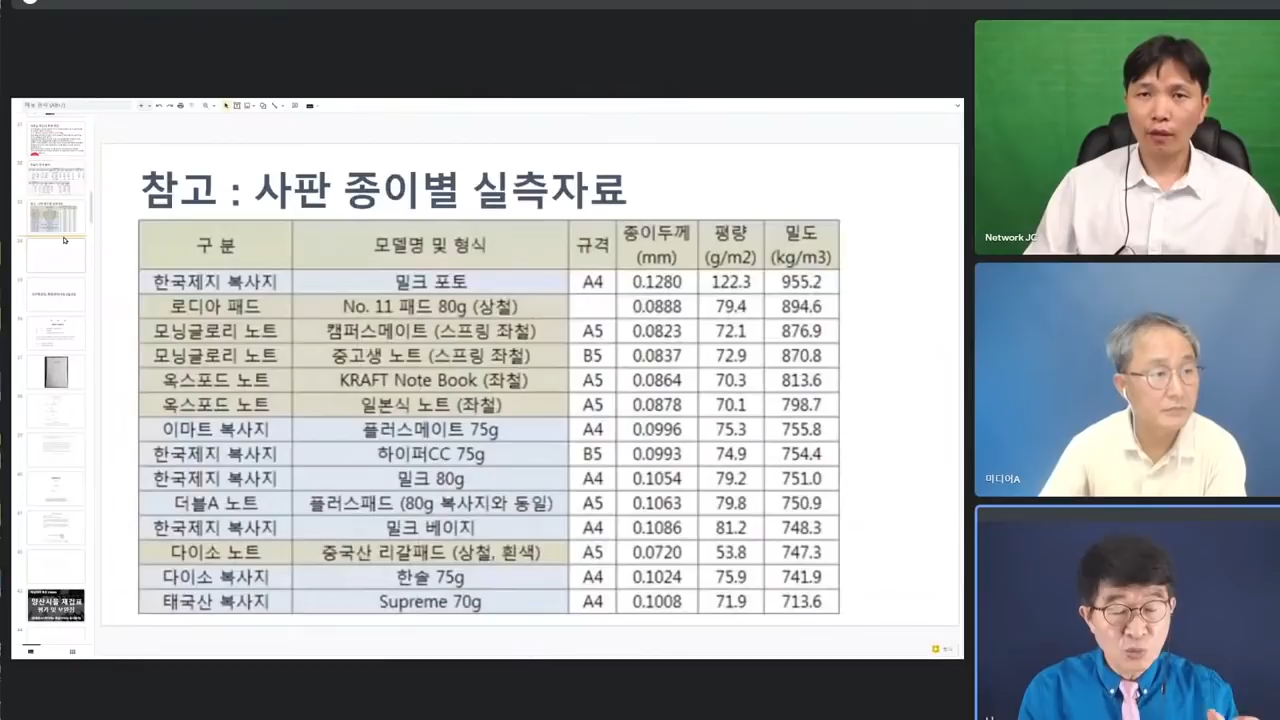 참고 : 사판 종이별 실측자료
구 분 모델명 및 형식 규격 종이두께 (mm) 평량 (g/m2) 밀도 (kg/m3)
한국제지 복사지 밀크 포토 A4 0.1280 122.3 955.2
로디아 패드 No. 11 패드 80g (상철) 0.0888 79.4 894.6
모닝글로리 노트 캠퍼스메이트 (스프링 좌철) A5 0.0823 72.1 876.9
모닝글로리 노트 중고생 노트 (스프링 좌철) B5 0.0837 72.9 870.8
옥스포드 노트 KRAFT Note Book (좌철) A5 0.0864 70.3 813.6
옥스포드 노트 일본식 노트 (좌철) A5 0.0878 70.1 798.7
이마트 복사지 플러스메이트 75g A4 0.0996 75.3 755.8
한국제지 복사지 하이퍼CC 75g B5 0.0993 74.9 754.4
한국제지 복사지 밀크 80g A4 0.1054 79.2 751.0
더블A 노트 플러스패드 (80g 복사지와 동일) A5 0.1063 79.8 750.9
한국제지 복사지 밀크 베이지 A4 0.1086 81.2 748.3
다이소 노트 중국산 리갈패드 (상철, 흰색) A5 0.0720 53.8 747.3
다이소 복사지 한솔 75g A4 0.1024 75.9 741.9
태국산 복사지 Supreme 70g A4 0.1008 71.9 713.6
Network JC
미디어A